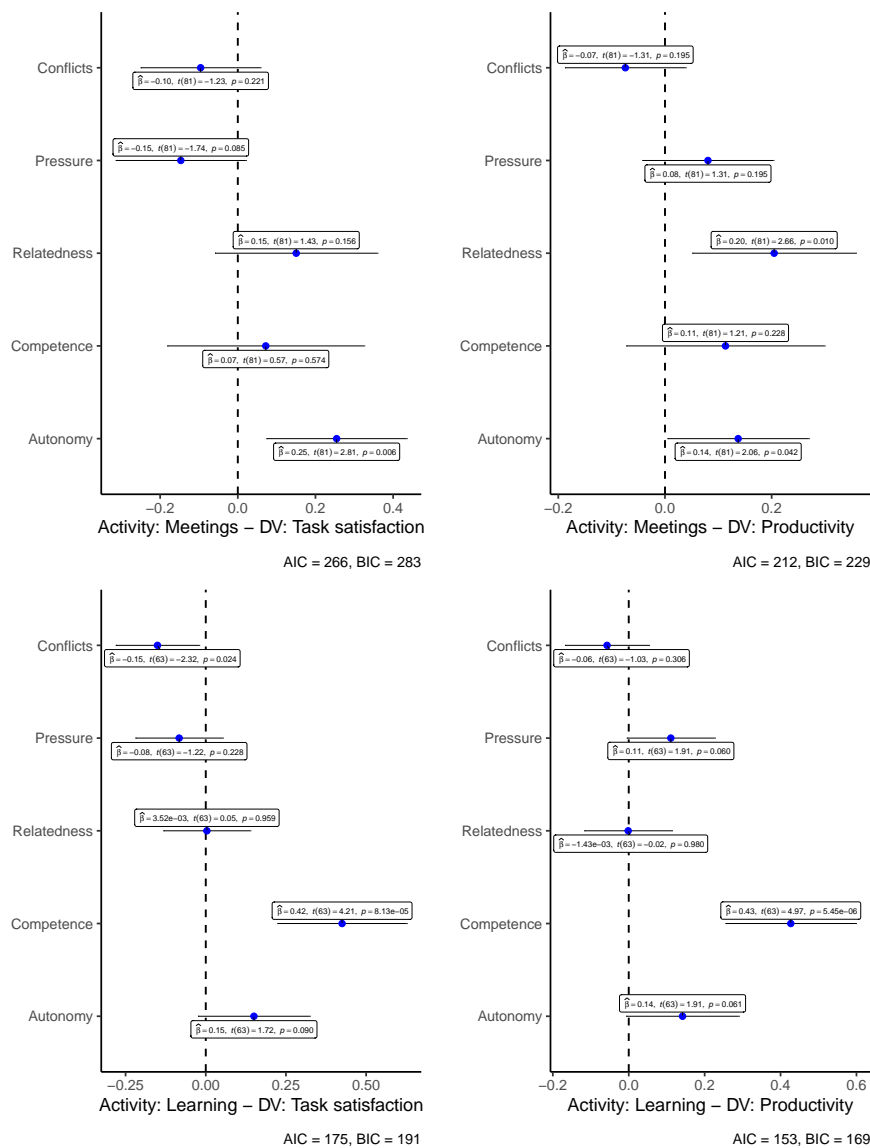 Conflicts
β̂=−0.10, t(81)=−1.23, p=0.221
Pressure
β̂=−0.15, t(81)=−1.74, p=0.085
Relatedness
β̂=0.15, t(81)=1.43, p=0.156
Competence
β̂=0.07, t(81)=0.57, p=0.574
Autonomy
β̂=0.25, t(81)=2.81, p=0.006
−0.2 0.0 0.2 0.4
Activity: Meetings − DV: Task satisfaction
AIC = 266, BIC = 283
β̂=−0.07, t(81)=−1.31, p=0.195
Conflicts
Pressure
β̂=0.08, t(81)=1.31, p=0.195
β̂=0.20, t(81)=2.66, p=0.010
Relatedness
β̂=0.11, t(81)=1.21, p=0.228
Competence
Autonomy
β̂=0.14, t(81)=2.06, p=0.042
−0.2 0.0 0.2
Activity: Meetings − DV: Productivity
AIC = 212, BIC = 229
Conflicts
β̂=−0.15, t(63)=−2.32, p=0.024
Pressure
β̂=−0.08, t(63)=−1.22, p=0.228
β̂=3.52e−03, t(63)=0.05, p=0.959
Relatedness
β̂=0.42, t(63)=4.21, p=8.13e−05
Competence
Autonomy
β̂=0.15, t(63)=1.72, p=0.090
−0.25 0.00 0.25 0.50
Activity: Learning − DV: Task satisfaction
AIC = 175, BIC = 191
Conflicts
β̂=−0.06, t(63)=−1.03, p=0.306
Pressure
β̂=0.11, t(63)=1.91, p=0.060
Relatedness
β̂=−1.43e−03, t(63)=−0.02, p=0.980
β̂=0.43, t(63)=4.97, p=5.45e−06
Competence
β̂=0.14, t(63)=1.91, p=0.061
Autonomy
−0.2 0.0 0.2 0.4 0.6
Activity: Learning − DV: Productivity
AIC = 153, BIC = 169